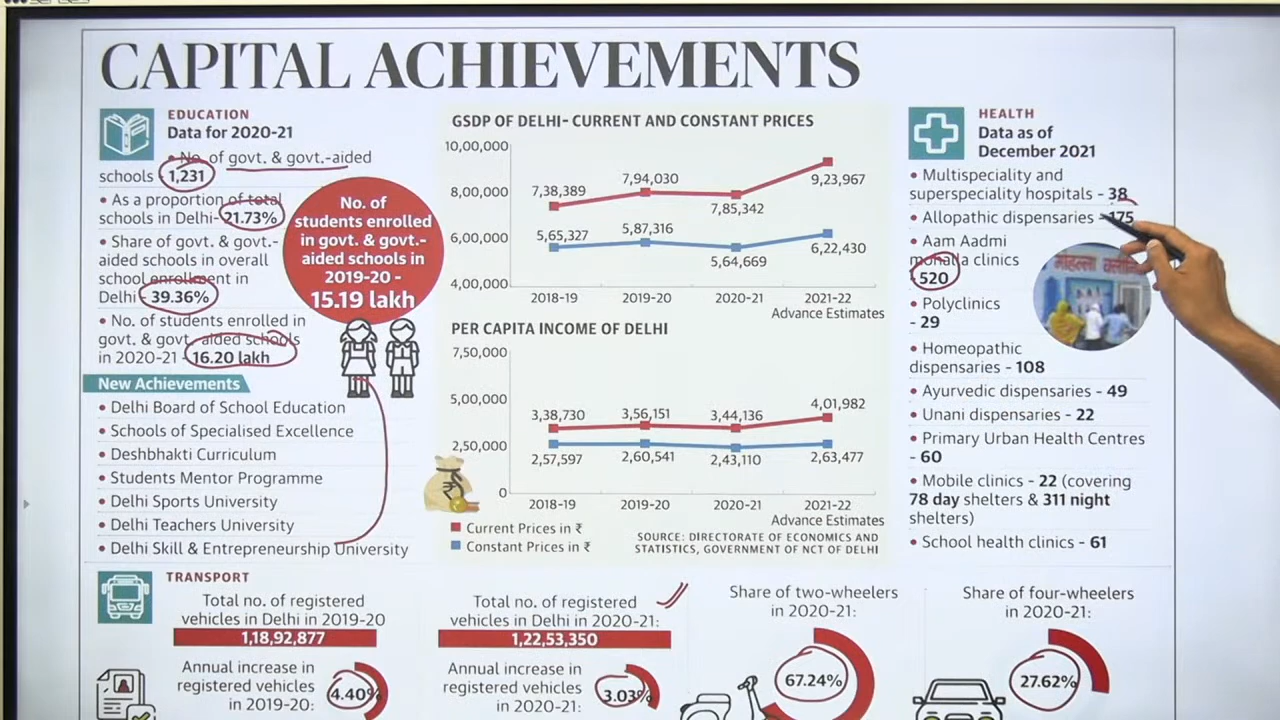 CAPITAL ACHIEVEMENTS
EDUCATION
Data for 2020-21
• No. of govt. & govt.-aided
schools - 1,231
• As a proportion of total
schools in Delhi- 21.73%
• Share of govt. & govt.-
aided schools in overall
school enrollment in
Delhi - 39.36%
• No. of students enrolled in
govt. & govt. aided schools
in 2020-21 - 16.20 lakh
No. of
students enrolled
in govt. & govt.-
aided schools in
2019-20 -
15.19 lakh
New Achievements
• Delhi Board of School Education
• Schools of Specialised Excellence
• Deshbhakti Curriculum
• Students Mentor Programme
• Delhi Sports University
• Delhi Teachers University
• Delhi Skill & Entrepreneurship University
GSDP OF DELHI- CURRENT AND CONSTANT PRICES
10,00,000
8,00,000
6,00,000
4,00,000
7,38,389
7,94,030
7,85,342
9,23,967
5,65,327
5,87,316
5,64,669
6,22,430
2018-19 2019-20 2020-21 2021-22
Advance Estimates
PER CAPITA INCOME OF DELHI
7,50,000
5,00,000
2,50,000
0
3,38,730
3,56,151
3,44,136
4,01,982
2,57,597
2,60,541
2,43,110
2,63,477
2018-19 2019-20 2020-21 2021-22
Advance Estimates
Current Prices in ₹
Constant Prices in ₹
SOURCE: DIRECTORATE OF ECONOMICS AND
STATISTICS, GOVERNMENT OF NCT OF DELHI
HEALTH
Data as of
December 2021
• Multispeciality and
superspeciality hospitals - 38
• Allopathic dispensaries - 175
• Aam Aadmi
mohalla clinics
520
• Polyclinics
- 29
• Homeopathic
dispensaries - 108
• Ayurvedic dispensaries - 49
• Unani dispensaries - 22
• Primary Urban Health Centres
- 60
• Mobile clinics - 22 (covering
78 day shelters & 311 night
shelters)
• School health clinics - 61
TRANSPORT
Total no. of registered
vehicles in Delhi in 2019-20
1,18,92,877
Annual increase in
registered vehicles
in 2019-20:
4.40%
Total no. of registered
vehicles in Delhi in 2020-21:
1,22,53,350
Annual increase in
registered vehicles
in 2020-21:
3.03%
Share of two-wheelers
in 2020-21:
67.24%
Share of four-wheelers
in 2020-21:
27.62%